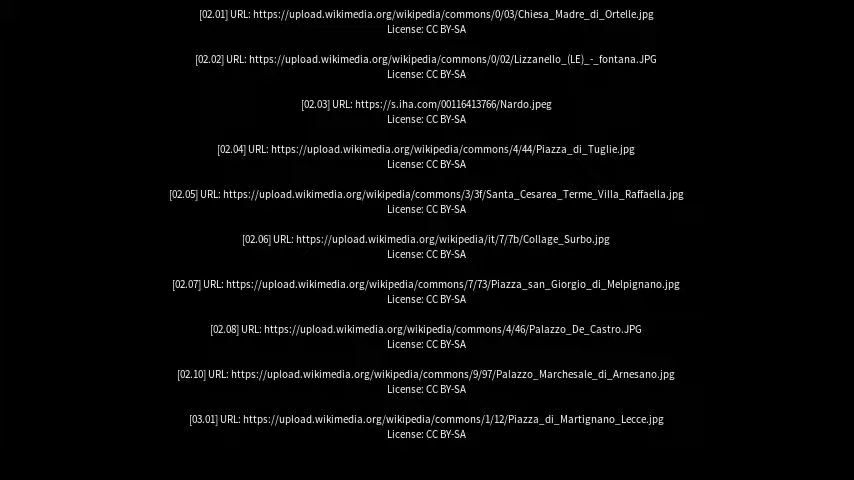 [02.01] URL: https://upload.wikimedia.org/wikipedia/commons/0/03/Chiesa_Madre_di_Ortelle.jpg
License: CC BY-SA
[02.02] URL: https://upload.wikimedia.org/wikipedia/commons/0/02/Lizzanello_(LE)_-_fontana.JPG
License: CC BY-SA
[02.03] URL: https://s.iha.com/00116413766/Nardo.jpeg
License: CC BY-SA
[02.04] URL: https://upload.wikimedia.org/wikipedia/commons/4/44/Piazza_di_Tuglie.jpg
License: CC BY-SA
[02.05] URL: https://upload.wikimedia.org/wikipedia/commons/3/3f/Santa_Cesarea_Terme_Villa_Raffaella.jpg
License: CC BY-SA
[02.06] URL: https://upload.wikimedia.org/wikipedia/it/7/7b/Collage_Surbo.jpg
License: CC BY-SA
[02.07] URL: https://upload.wikimedia.org/wikipedia/commons/7/73/Piazza_san_Giorgio_di_Melpignano.jpg
License: CC BY-SA
[02.08] URL: https://upload.wikimedia.org/wikipedia/commons/4/46/Palazzo_De_Castro.JPG
License: CC BY-SA
[02.10] URL: https://upload.wikimedia.org/wikipedia/commons/9/97/Palazzo_Marchesale_di_Arnesano.jpg
License: CC BY-SA
[03.01] URL: https://upload.wikimedia.org/wikipedia/commons/1/12/Piazza_di_Martignano_Lecce.jpg
License: CC BY-SA